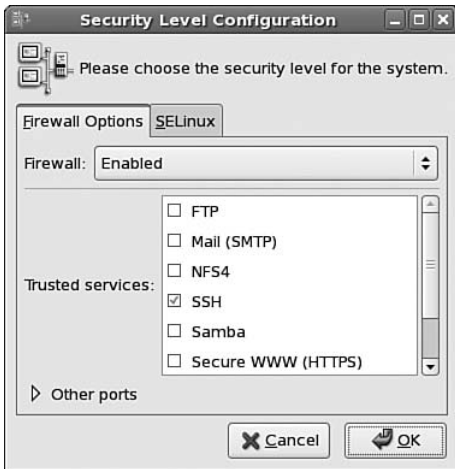 Security Level Configuration
Please choose the security level for the system.
Firewall Options SELinux
Firewall: Enabled
Trusted services:
FTP
Mail (SMTP)
NFS4
SSH
Samba
Secure WWW (HTTPS)
Other ports
Cancel OK